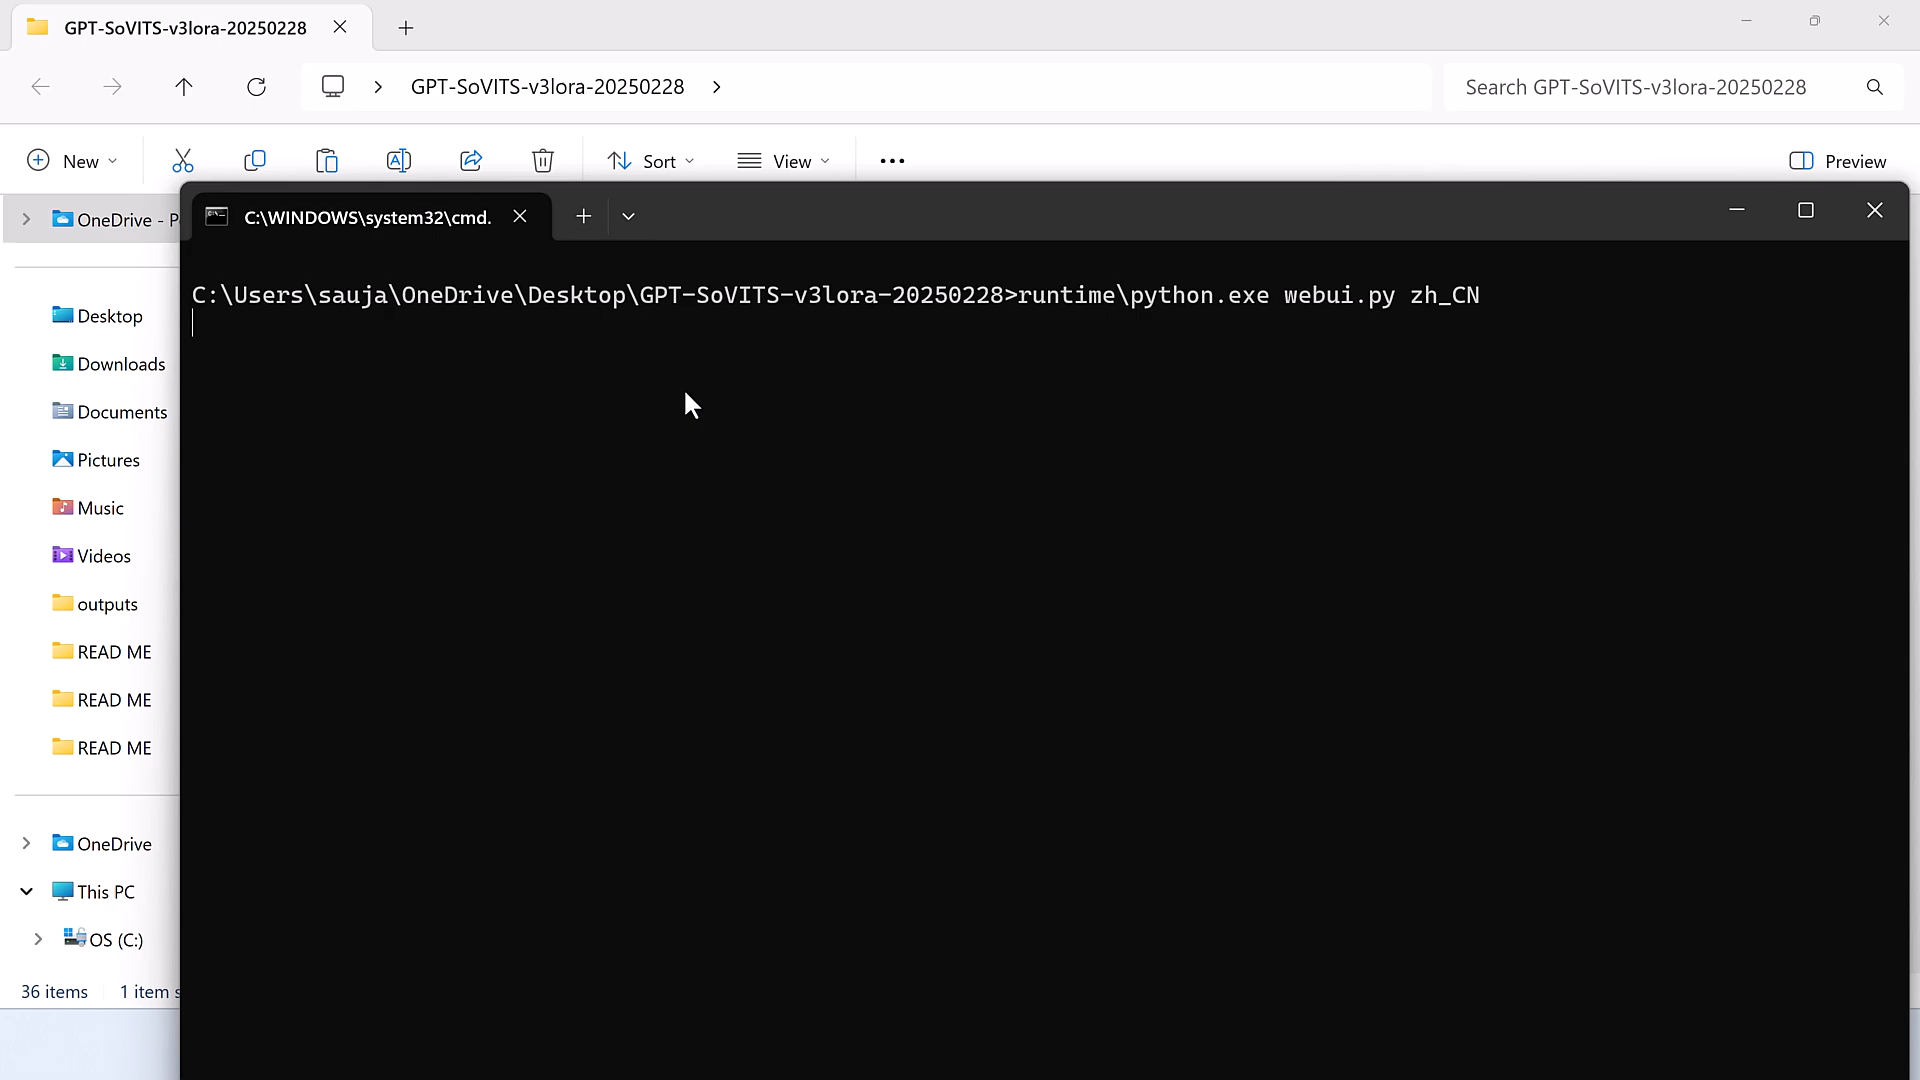 GPT-SoVITS-v3lora-20250228
GPT-SoVITS-v3lora-20250228
Search GPT-SoVITS-v3lora-20250228
New
Sort
View
Preview
OneDrive - P
C:\WINDOWS\system32\cmd.
C:\Users\sauja\OneDrive\Desktop\GPT-SoVITS-v3lora-20250228>runtime\python.exe webui.py zh_CN
Desktop
Downloads
Documents
Pictures
Music
Videos
outputs
READ ME
READ ME
READ ME
OneDrive
This PC
OS (C:)
36 items
1 item s